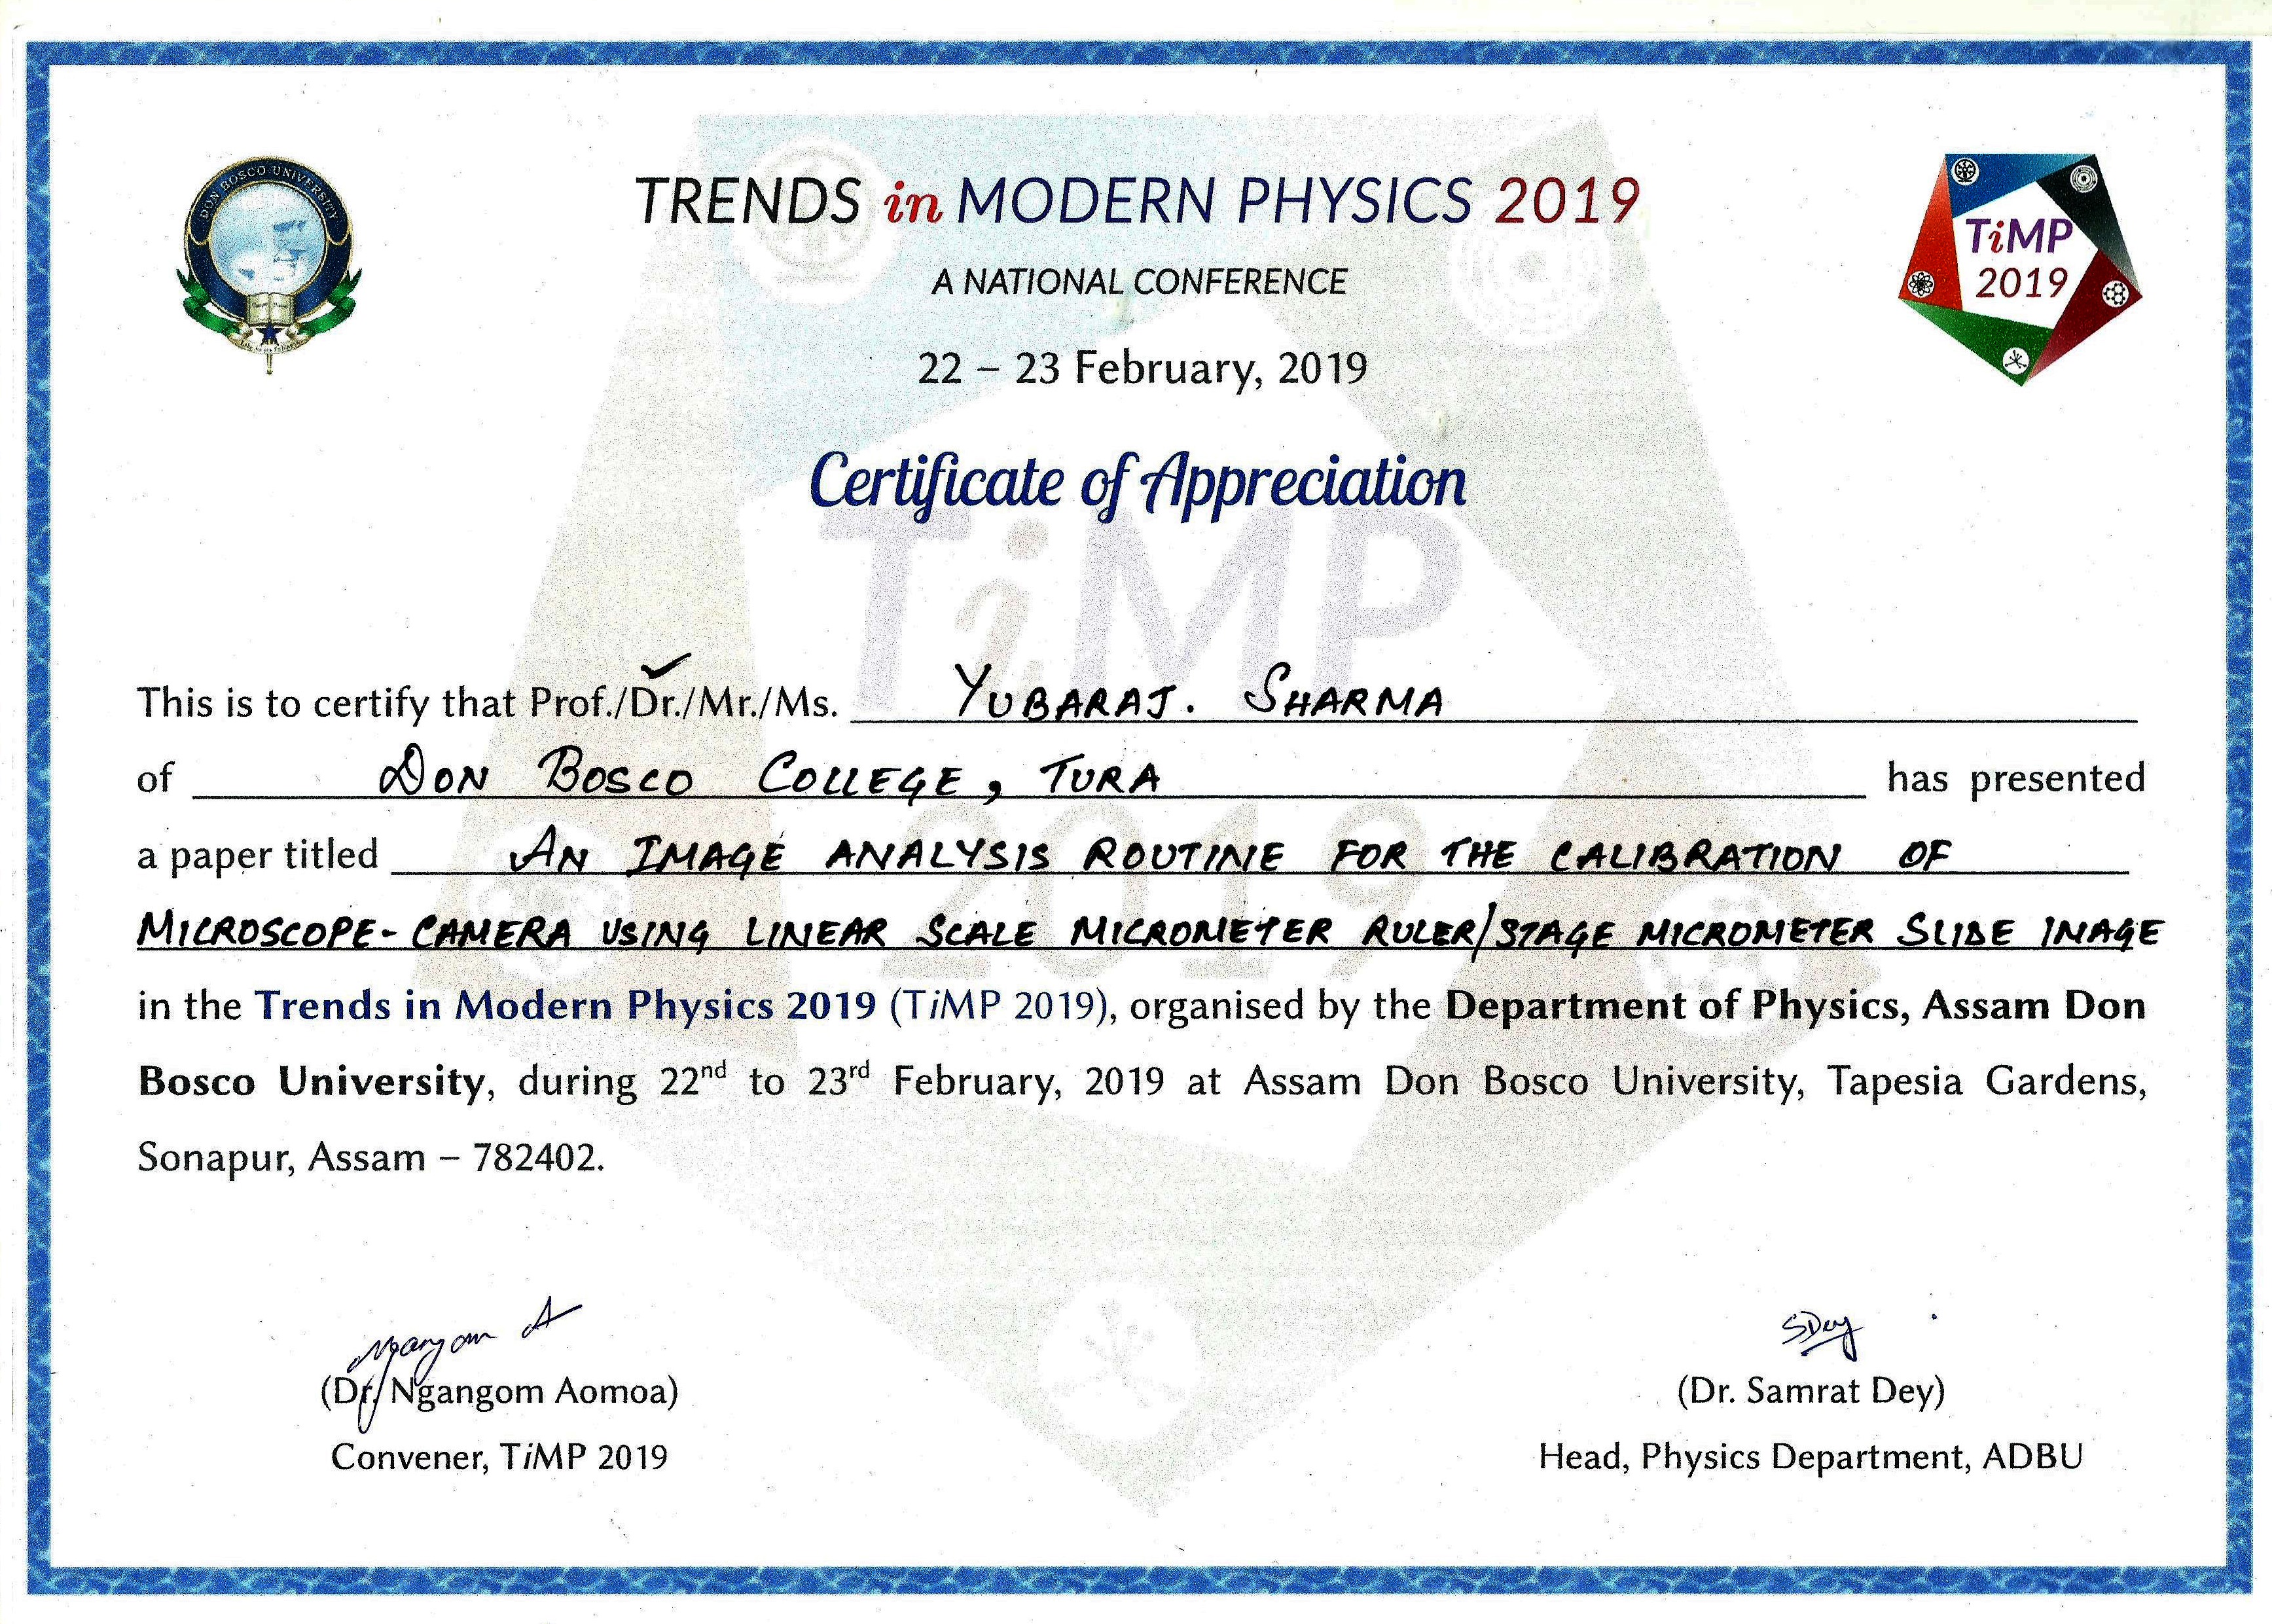 DON BOSCO UNIVERSITY
TRENDS in MODERN PHYSICS 2019
A NATIONAL CONFERENCE
22 – 23 February, 2019
TiMP
2019
Certificate of Appreciation
TiMP
2019
This is to certify that Prof./Dr./Mr./Ms. YUBARAJ. SHARMA
of DON BOSCO COLLEGE, TURA has presented
a paper titled AN IMAGE ANALYSIS ROUTINE FOR THE CALIBRATION OF
MICROSCOPE-CAMERA USING LINEAR SCALE MICROMETER RULER/STAGE MICROMETER SLIDE IMAGE
in the Trends in Modern Physics 2019 (TiMP 2019), organised by the Department of Physics, Assam Don
Bosco University, during 22nd to 23rd February, 2019 at Assam Don Bosco University, Tapesia Gardens,
Sonapur, Assam – 782402.
Ngangom A
SDey
(Dr. Ngangom Aomoa)
(Dr. Samrat Dey)
Convener, TiMP 2019
Head, Physics Department, ADBU